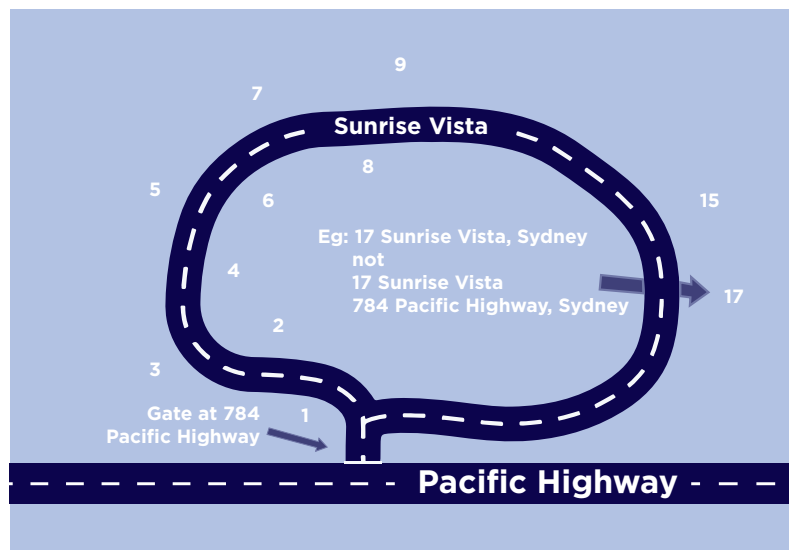 9
7
Sunrise Vista
8
5
6
15
Eg: 17 Sunrise Vista, Sydney
not
4
17 Sunrise Vista
17
784 Pacific Highway, Sydney
2
3
Gate at 784
1
Pacific Highway
Pacific Highway